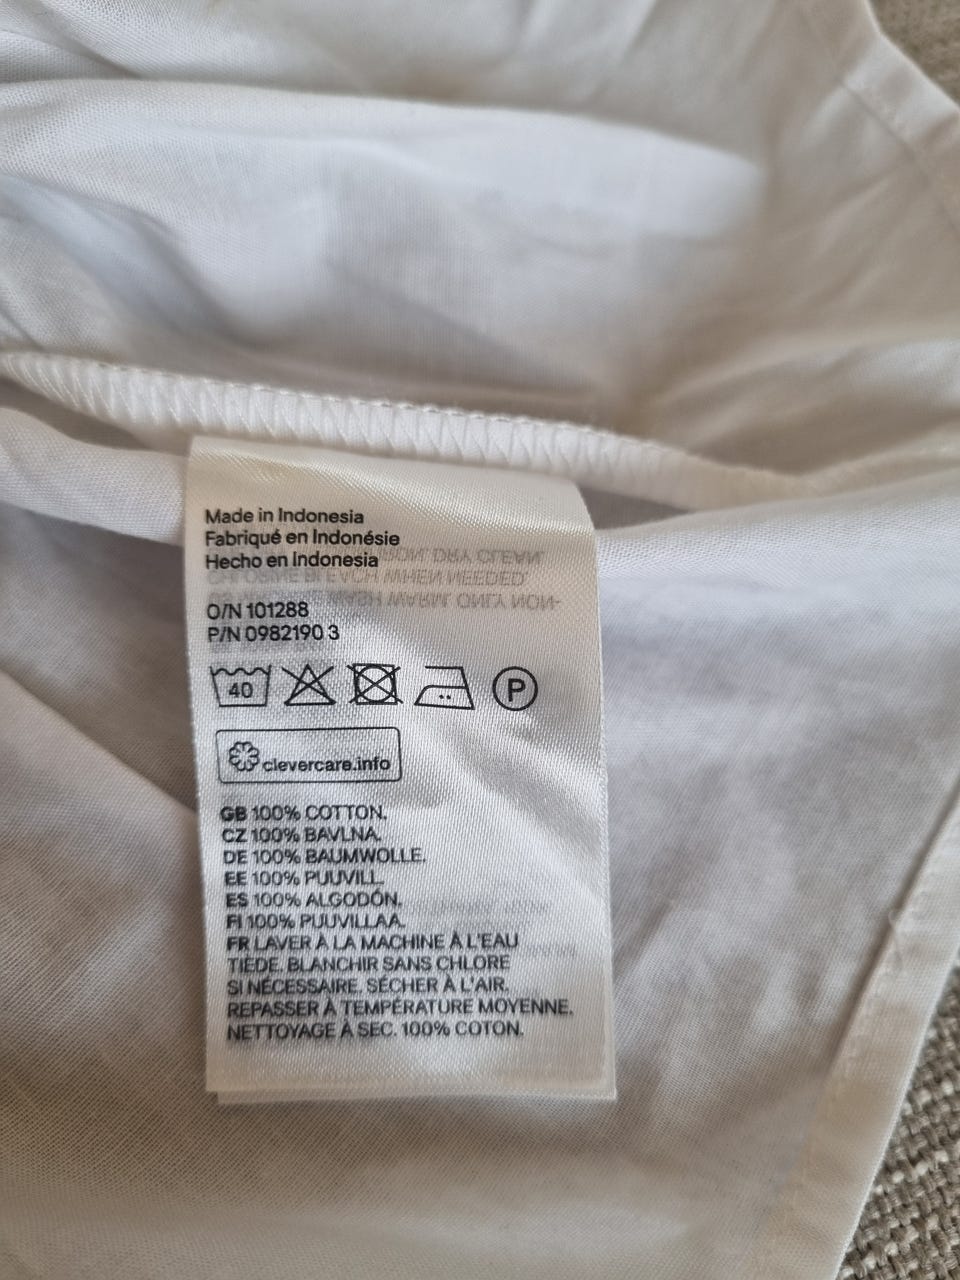 Made in Indonesia
Fabriqué en Indonésie
Hecho en Indonesia
O/N 101288
P/N 0982190 3
40
P
clevercare.info
GB 100% COTTON.
CZ 100% BAVLNA.
DE 100% BAUMWOLLE.
EE 100% PUUVILL.
ES 100% ALGODÓN.
FI 100% PUUVILLAA.
FR LAVER À LA MACHINE À L'EAU
TIÈDE. BLANCHIR SANS CHLORE
SI NÉCESSAIRE. SÉCHER À L'AIR.
REPASSER À TEMPÉRATURE MOYENNE.
NETTOYAGE À SEC. 100% COTON.